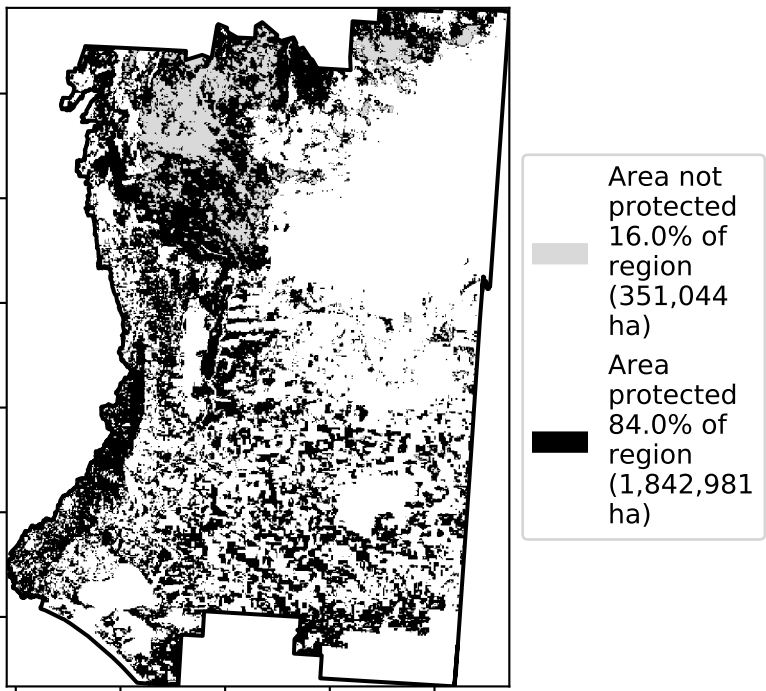 Area not
protected
16.0% of
region
(351,044
ha)
Area
protected
84.0% of
region
(1,842,981
ha)